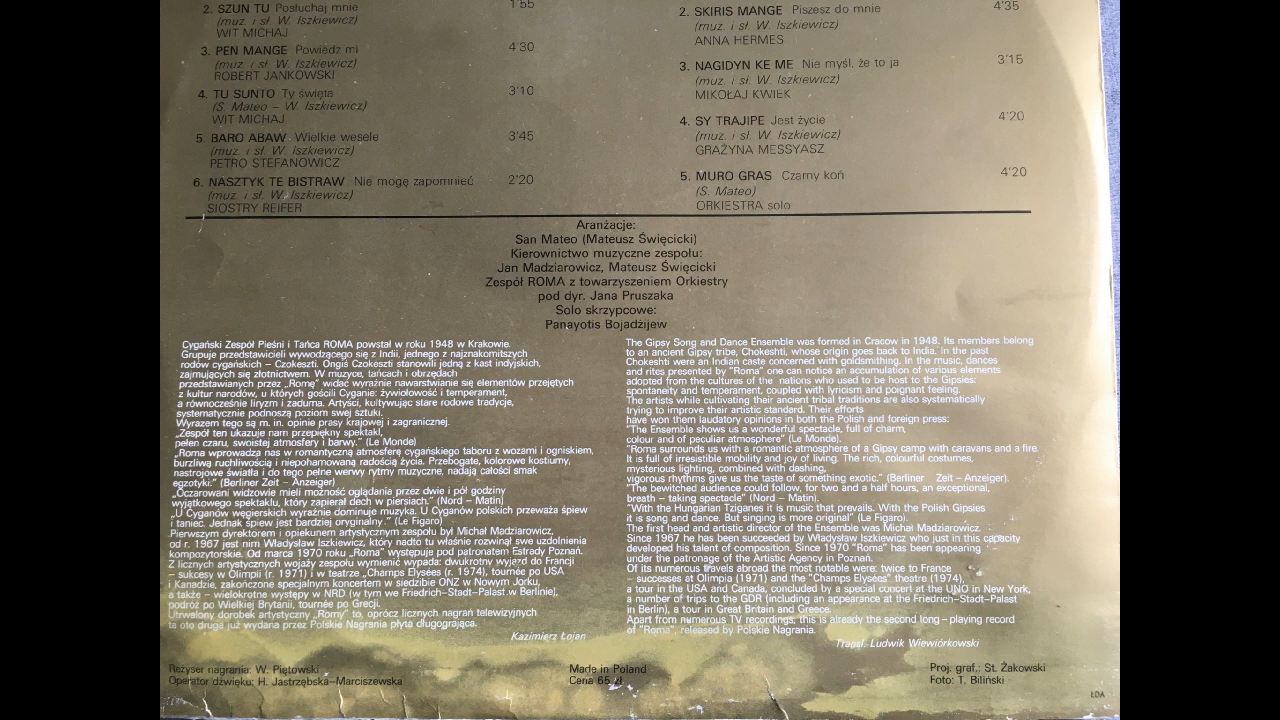 2. SZUN TU Posłuchaj mnie 1'55
(muz. i sł. W. Iszkiewicz)
WIT MICHAJ
3. PEN MANGE Powiedz mi 4'30
(muz. i sł. W. Iszkiewicz)
ROBERT JANKOWSKI
4. TU SUNTO Ty święta 3'10
(S. Mateo – W. Iszkiewicz)
WIT MICHAJ
5. BARO ABAW Wielkie wesele 3'45
(muz. i sł. W. Iszkiewicz)
PETRO STEFANOWICZ
6. NASZTYK TE BISTRAW Nie mogę zapomnieć 2'20
(muz. i sł. W. Iszkiewicz)
SIOSTRY REIFER
2. SKIRIS MANGE Piszesz do mnie 4'35
(muz. i sł. W. Iszkiewicz)
ANNA HERMES
3. NAGIDYN KE ME Nie myśl, że to ja 3'15
(muz. i sł. W. Iszkiewicz)
MIKOŁAJ KWIEK
4. SY TRAJIPE Jest życie 4'20
(muz. i sł. W. Iszkiewicz)
GRAŻYNA MESSYASZ
5. MURO GRAS Czarny koń 4'20
(S. Mateo)
ORKIESTRA solo
Aranżacje:
San Mateo (Mateusz Święcicki)
Kierownictwo muzyczne zespołu:
Jan Madziarowicz, Mateusz Święcicki
Zespół ROMA z towarzyszeniem Orkiestry
pod dyr. Jana Pruszaka
Solo skrzypcowe:
Panayotis Bojadżijew
Cygański Zespół Pieśni i Tańca ROMA powstał w roku 1948 w Krakowie.
Grupuje przedstawicieli wywodzącego się z Indii, jednego z najznakomitszych
rodów cygańskich – Czokeszti. Ongiś Czokeszti stanowili jedną z kast indyjskich,
zajmujących się złotnictwem. W muzyce, tańcach i obrzędach
przedstawianych przez „Romę" widać wyraźnie nawarstwianie się elementów przejętych
z kultur narodów, u których gościli Cyganie: żywiołowość i temperament,
a równocześnie liryzm i zaduma. Artyści, kultywując stare rodowe tradycje,
systematycznie podnoszą poziom swej sztuki.
Wyrazem tego są m. in. opinie prasy krajowej i zagranicznej.
„Zespół ten ukazuje nam przepiękny spektakl,
pełen czaru, swoistej atmosfery i barwy." (Le Monde)
„Roma wprowadza nas w romantyczną atmosferę cygańskiego taboru z wozami i ogniskiem,
burzliwą ruchliwością i niepohamowaną radością życia. Przebogate, kolorowe kostiumy,
nastrojowe światła i do tego pełne werwy rytmy muzyczne, nadają całości smak
egzotyki." (Berliner Zeit – Anzeiger)
„Oczarowani widzowie mieli możność oglądania przez dwie i pół godziny
wyjątkowego spektaklu, który zapierał dech w piersiach." (Nord – Matin)
„U Cyganów węgierskich wyraźnie dominuje muzyka. U Cyganów polskich przeważa śpiew
i taniec. Jednak śpiew jest bardziej oryginalny." (Le Figaro)
Pierwszym dyrektorem i opiekunem artystycznym zespołu był Michał Madziarowicz,
od r. 1967 jest nim Władysław Iszkiewicz, który nadto tu właśnie rozwinął swe uzdolnienia
kompozytorskie. Od marca 1970 roku „Roma" występuje pod patronatem Estrady Poznań.
Z licznych artystycznych wojaży zespołu wymienić wypada: dwukrotny wyjazd do Francji
– sukcesy w Olimpii (r. 1971) i w teatrze „Champs Elysées (r. 1974), tournée po USA
i Kanadzie, zakończone specjalnym koncertem w siedzibie ONZ w Nowym Jorku,
a także – wielokrotne występy w NRD (w tym we Friedrich–Stadt–Palast w Berlinie),
podróż po Wielkiej Brytanii, tournée po Grecji.
Utrwalony dorobek artystyczny „Romy" to, oprócz licznych nagrań telewizyjnych
ta oto druga już wydana przez Polskie Nagrania płyta długogrająca.
Kazimierz Łojan
The Gipsy Song and Dance Ensemble was formed in Cracow in 1948. Its members belong
to an ancient Gipsy tribe, Chokeshti, whose origin goes back to India. In the past
Chokeshti were an Indian caste concerned with goldsmithing. In the music, dances
and rites presented by "Roma" one can notice an accumulation of various elements
adopted from the cultures of the nations who used to be host to the Gipsies:
spontaneity and temperament, coupled with lyricism and poignant feeling.
The artists while cultivating their ancient tribal traditions are also systematically
trying to improve their artistic standard. Their efforts
have won them laudatory opinions in both the Polish and foreign press:
"The Ensemble shows us a wonderful spectacle, full of charm,
colour and of peculiar atmosphere" (Le Monde).
"Roma surrounds us with a romantic atmosphere of a Gipsy camp with caravans and a fire.
It is full of irresistible mobility and joy of living. The rich, colourful costumes,
mysterious lighting, combined with dashing,
vigorous rhythms give us the taste of something exotic." (Berliner Zeit – Anzeiger).
"The bewitched audience could follow, for two and a half hours, an exceptional,
breath – taking spectacle" (Nord – Matin).
"With the Hungarian Tziganes it is music that prevails. With the Polish Gipsies
it is song and dance. But singing is more original" (Le Figaro).
The first head and artistic director of the Ensemble was Michał Madziarowicz.
Since 1967 he has been succeeded by Władysław Iszkiewicz who just in this capacity
developed his talent of composition. Since 1970 "Roma" has been appearing –
under the patronage of the Artistic Agency in Poznań.
Of its numerous travels abroad the most notable were: twice to France
– successes at Olimpia (1971) and the "Champs Elysées" theatre (1974),
a tour in the USA and Canada, concluded by a special concert at the UNO in New York,
a number of trips to the GDR (including an appearance at the Friedrich–Stadt–Palast
in Berlin), a tour in Great Britain and Greece.
Apart from numerous TV recordings, this is already the second long – playing record
of "Roma", released by Polskie Nagrania.
Transl. Ludwik Wiewiórkowski
Reżyser nagrania: W. Piętowski
Operator dźwięku: H. Jastrzębska–Marciszewska
Made in Poland
Cena 65 zł
Proj. graf.: St. Żakowski
Foto: T. Biliński
ŁDA